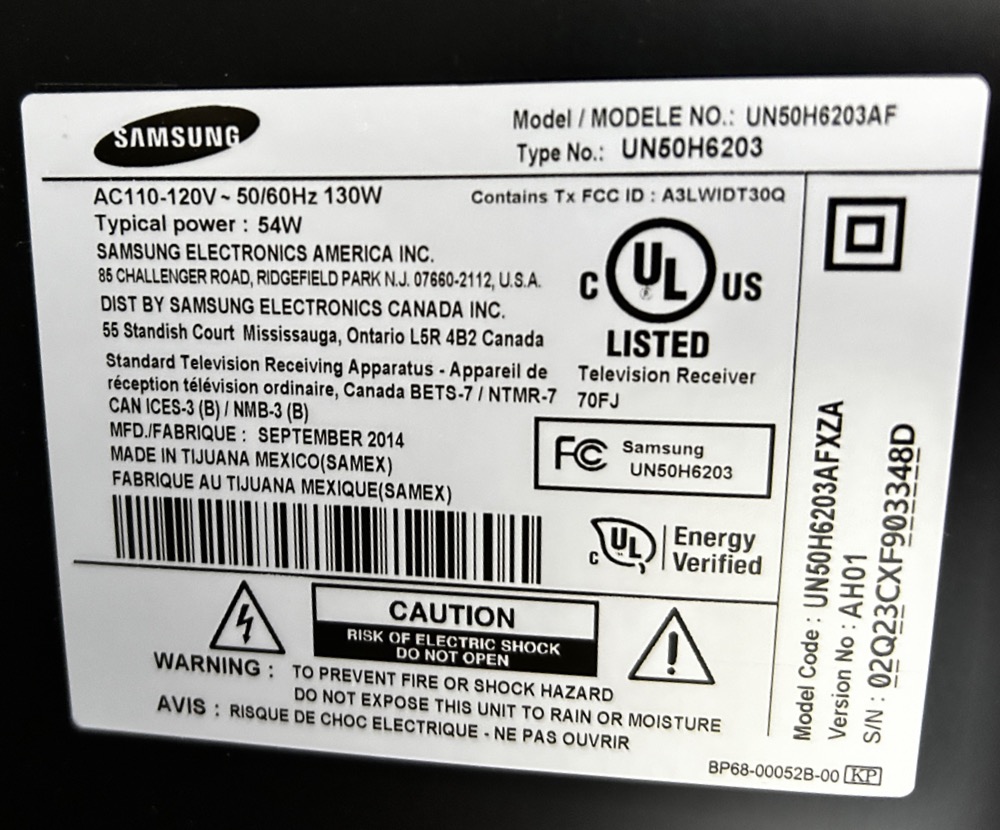 SAMSUNG
Model / MODELE NO.: UN50H6203AF
Type No.: UN50H6203
AC110-120V ~ 50/60Hz 130W
Typical power : 54W
SAMSUNG ELECTRONICS AMERICA INC.
85 CHALLENGER ROAD, RIDGEFIELD PARK N.J. 07660-2112, U.S.A.
DIST BY SAMSUNG ELECTRONICS CANADA INC.
55 Standish Court Mississauga, Ontario L5R 4B2 Canada
Standard Television Receiving Apparatus - Appareil de
réception télévision ordinaire, Canada BETS-7 / NTMR-7
CAN ICES-3 (B) / NMB-3 (B)
MFD./FABRIQUE : SEPTEMBER 2014
MADE IN TIJUANA MEXICO(SAMEX)
FABRIQUE AU TIJUANA MEXIQUE(SAMEX)
Contains Tx FCC ID : A3LWIDT30Q
C UL ® US
LISTED
Television Receiver
70FJ
FC Samsung
UN50H6203
C UL Energy
Verified
CAUTION
RISK OF ELECTRIC SHOCK
DO NOT OPEN
WARNING : TO PREVENT FIRE OR SHOCK HAZARD
DO NOT EXPOSE THIS UNIT TO RAIN OR MOISTURE
AVIS : RISQUE DE CHOC ELECTRIQUE - NE PAS OUVRIR
Model Code : UN50H6203AFXZA
Version No : AH01
S/N : 02Q23CXF903348D
BP68-00052B-00 KP